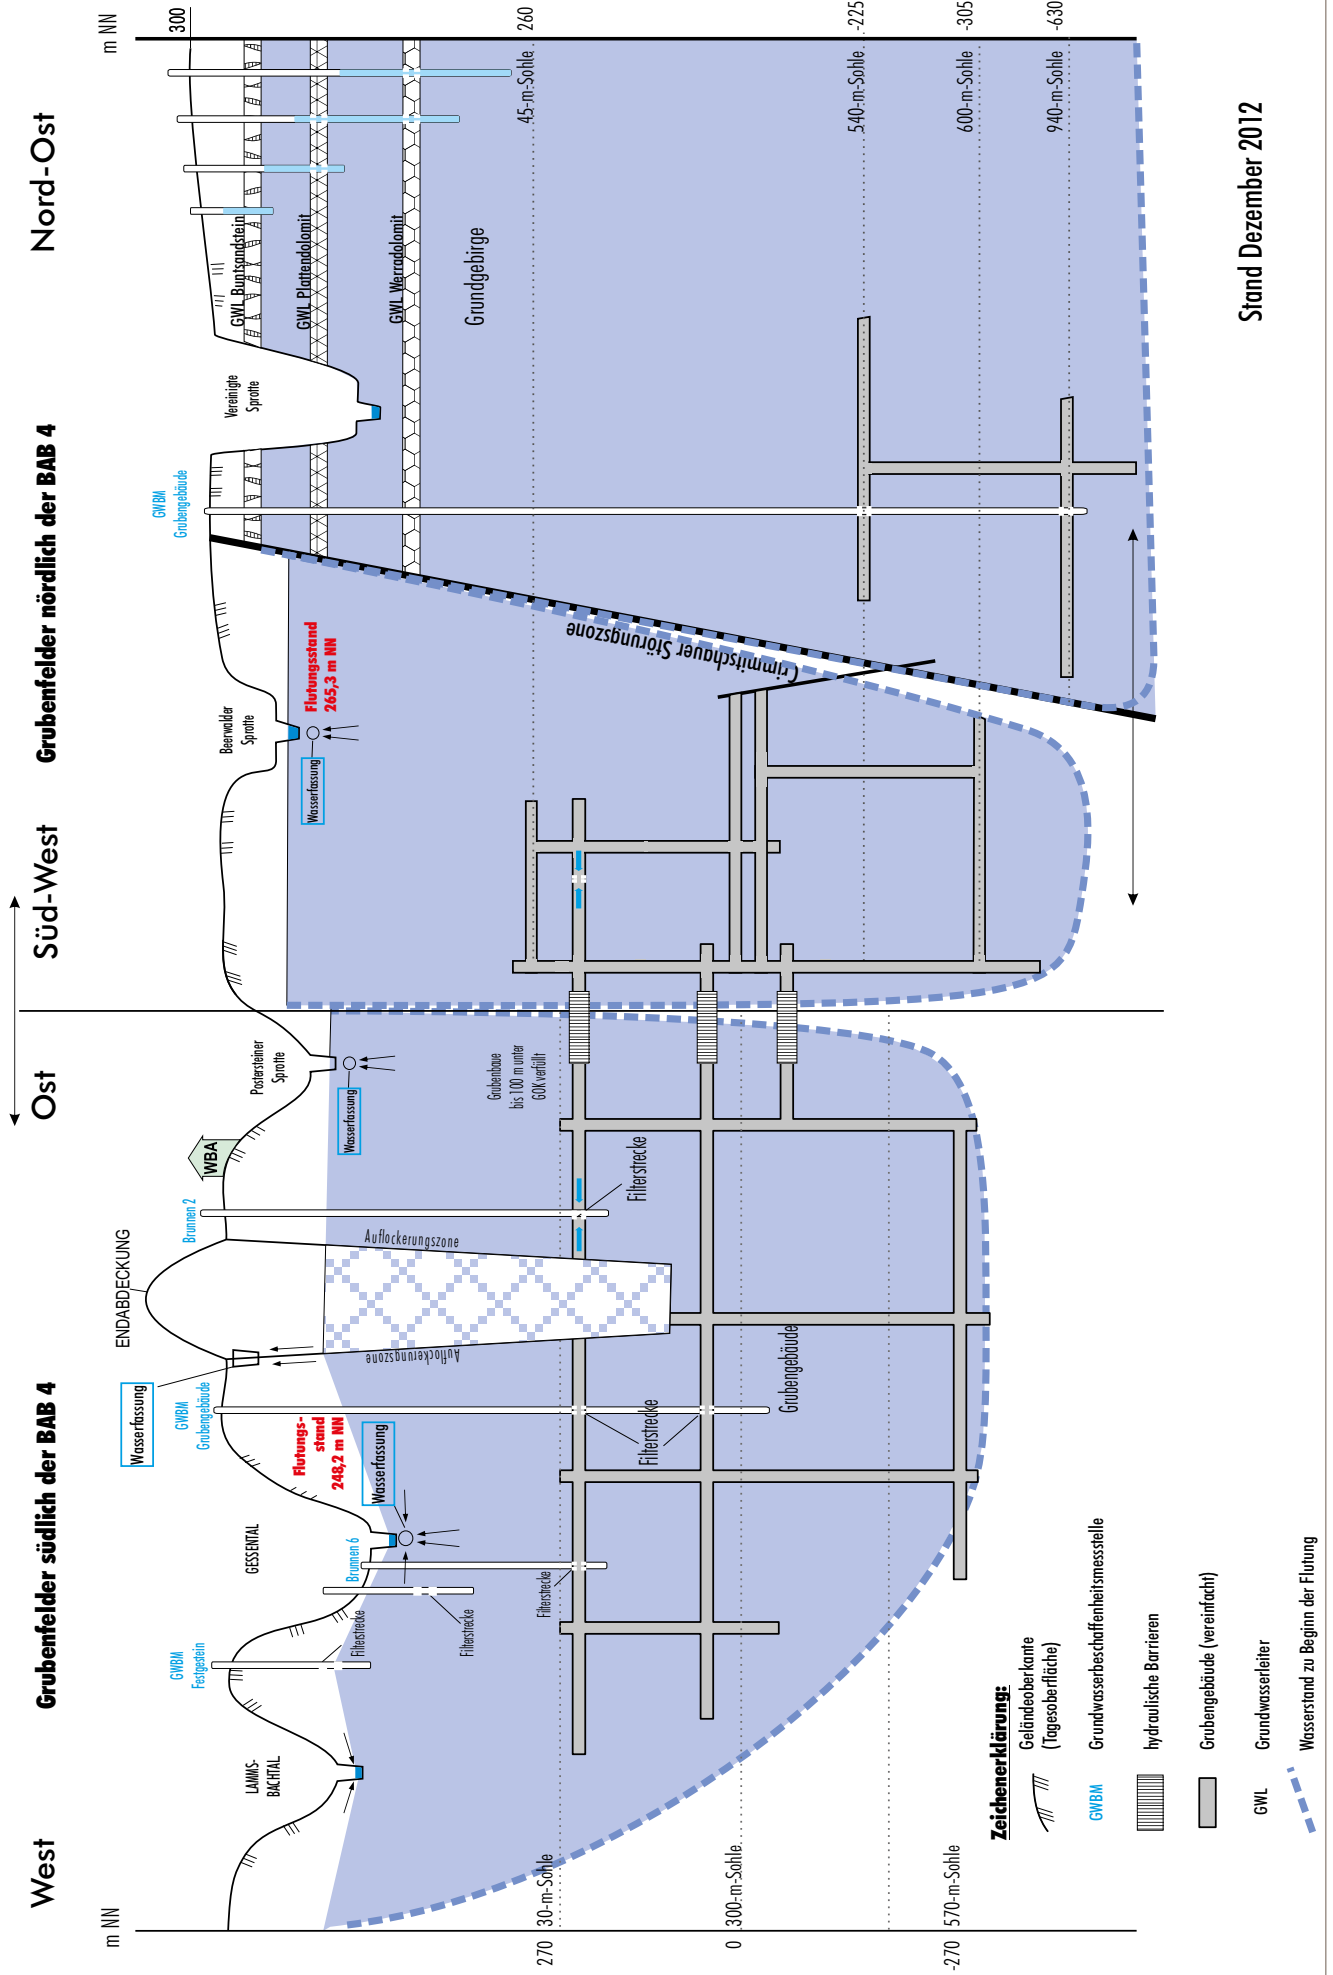 Grubenfelder südlich der BAB 4
Grubenfelder nördlich der BAB 4
West
Ost
Süd-West
Nord-Ost
m NN
m NN
300
ENDABDECKUNG
Wasserfassung
GWBM
Festgestein
GWBM
Grubengebäude
Brunnen 2
WBA
GWBM
Grubengebäude
LAMMS-
BACHTAL
GESSENTAL
Postersteiner
Sprotte
Beerwalder
Sprotte
Vereinigte
Sprotte
Flutungs-
stand
248,2 m NN
Flutungsstand
265,3 m NN
Brunnen 6
Wasserfassung
Wasserfassung
Wasserfassung
Auflockerungszone
Auflockerungszone
GWL Buntsandstein
GWL Plattendolomit
GWL Werradolomit
Grundgebirge
Filterstrecke
Filterstrecke
Filterstrecke
Filterstrecke
Filterstrecke
Grubenbaue
bis 100 m unter
GOK verfüllt
Grubengebäude
Crimmitschauer Störungszone
270
30-m-Sohle
0
300-m-Sohle
-270
570-m-Sohle
45-m-Sohle
260
540-m-Sohle
-225
600-m-Sohle
-305
940-m-Sohle
-630
Zeichenerklärung:
Geländeoberkante
(Tagesoberfläche)
GWBM
Grundwasserbeschaffenheitsmessstelle
hydraulische Barrieren
Grubengebäude (vereinfacht)
GWL
Grundwasserleiter
Wasserstand zu Beginn der Flutung
Stand Dezember 2012